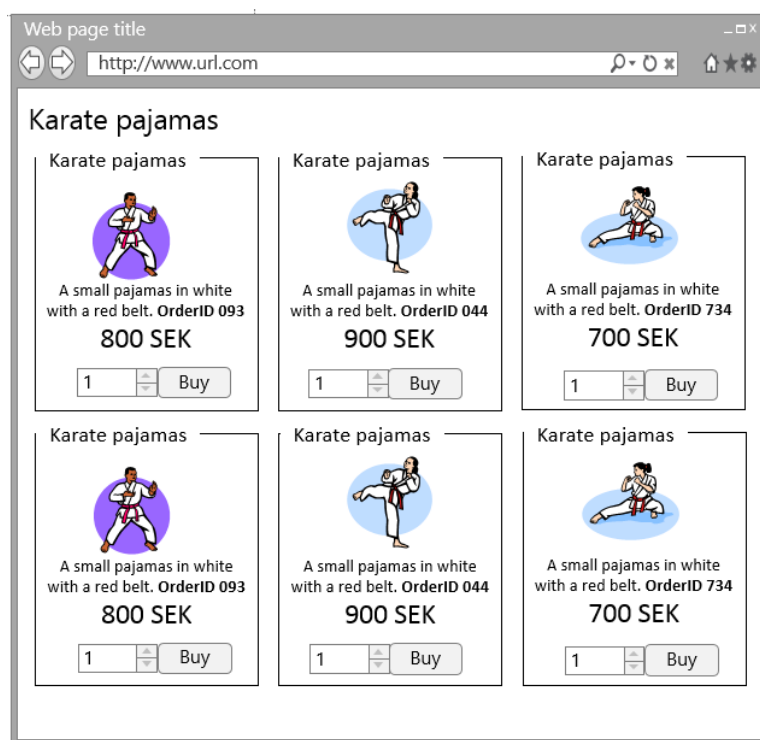 Web page title
http://www.url.com
Karate pajamas
Karate pajamas
A small pajamas in white
with a red belt. OrderID 093
800 SEK
1
Buy
Karate pajamas
A small pajamas in white
with a red belt. OrderID 044
900 SEK
1
Buy
Karate pajamas
A small pajamas in white
with a red belt. OrderID 734
700 SEK
1
Buy
Karate pajamas
A small pajamas in white
with a red belt. OrderID 093
800 SEK
1
Buy
Karate pajamas
A small pajamas in white
with a red belt. OrderID 044
900 SEK
1
Buy
Karate pajamas
A small pajamas in white
with a red belt. OrderID 734
700 SEK
1
Buy